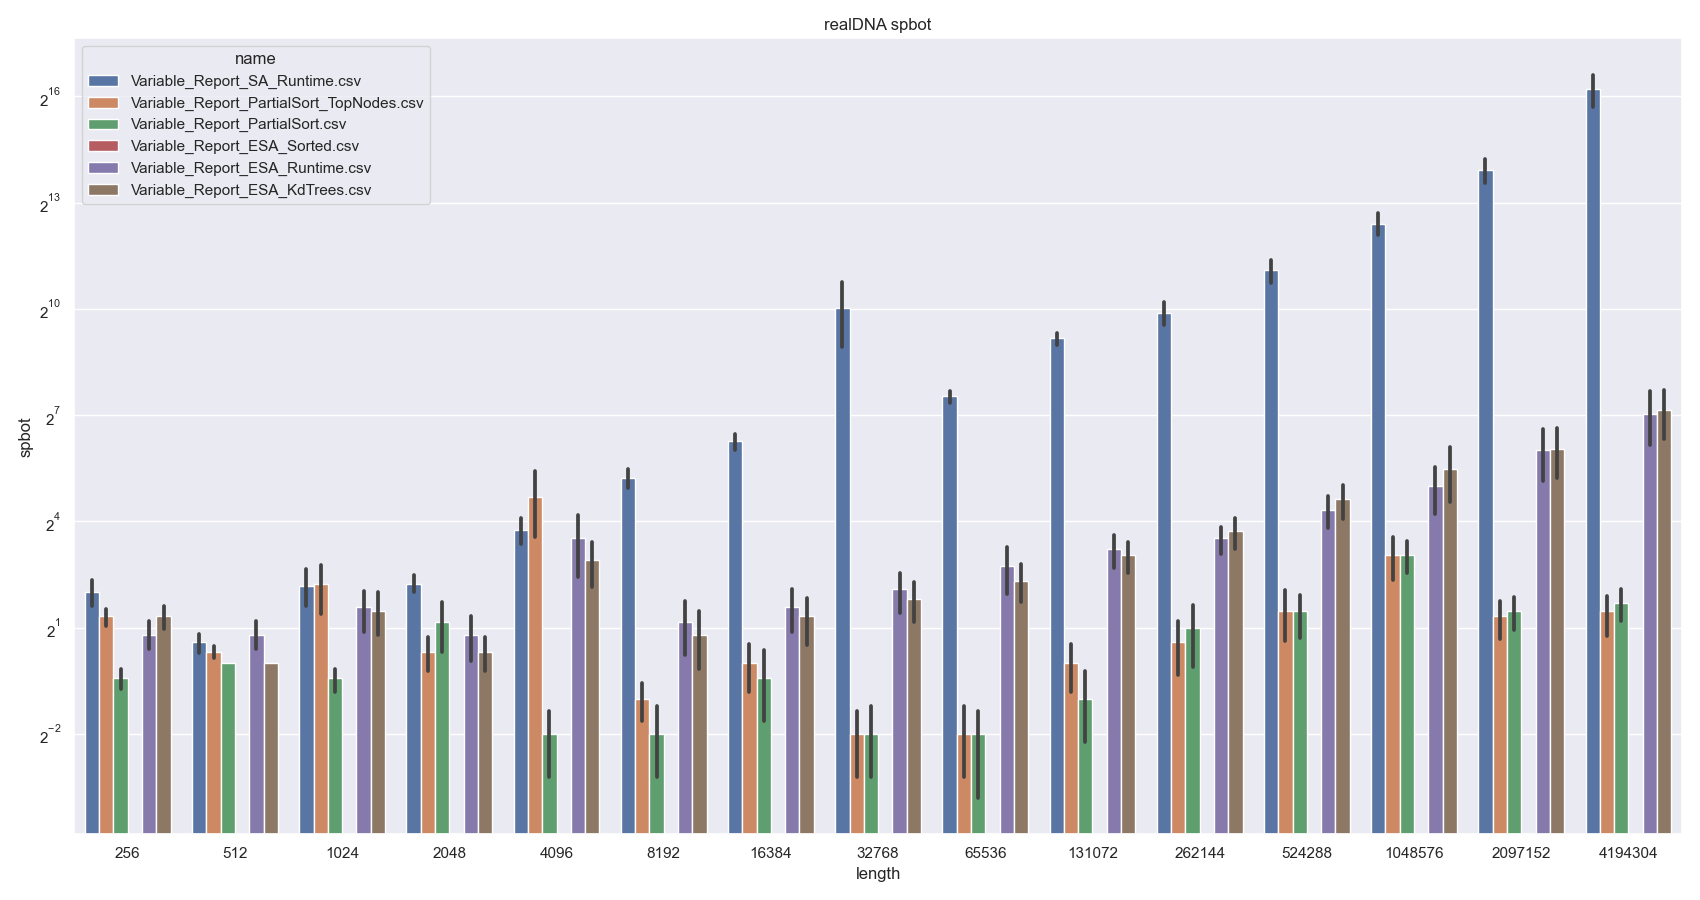 realDNA spbot
name
Variable_Report_SA_Runtime.csv
Variable_Report_PartialSort_TopNodes.csv
Variable_Report_PartialSort.csv
Variable_Report_ESA_Sorted.csv
Variable_Report_ESA_Runtime.csv
Variable_Report_ESA_KdTrees.csv
2^16
2^13
2^10
2^7
2^4
2^1
2^−2
spbot
256 512 1024 2048 4096 8192 16384 32768 65536 131072 262144 524288 1048576 2097152 4194304
length